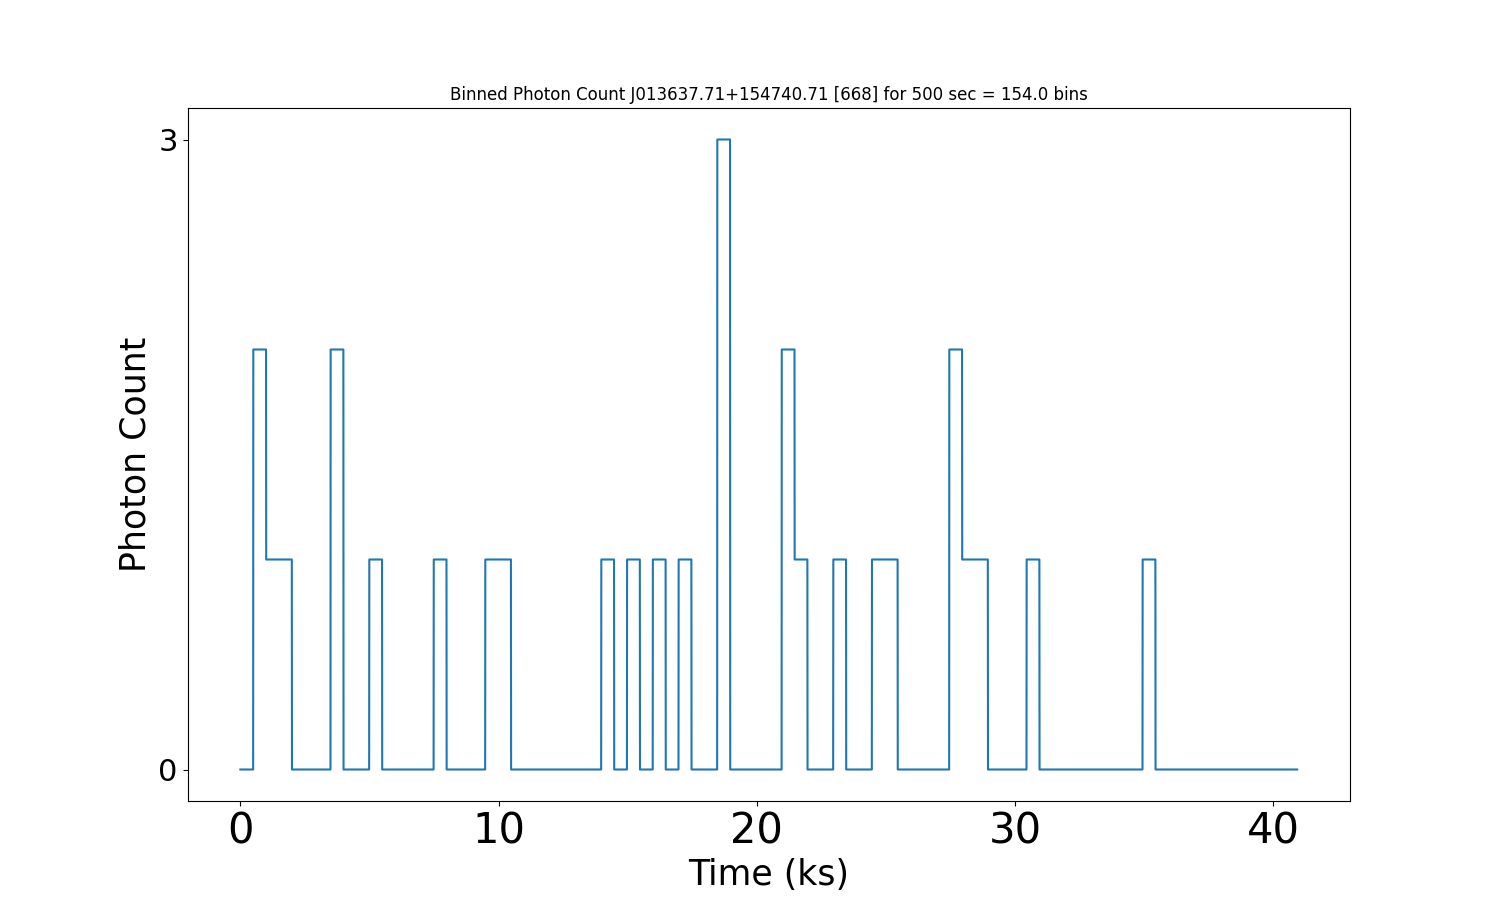 Binned Photon Count J013637.71+154740.71 [668] for 500 sec = 154.0 bins
3
Photon Count
0
0 10 20 30 40
Time (ks)